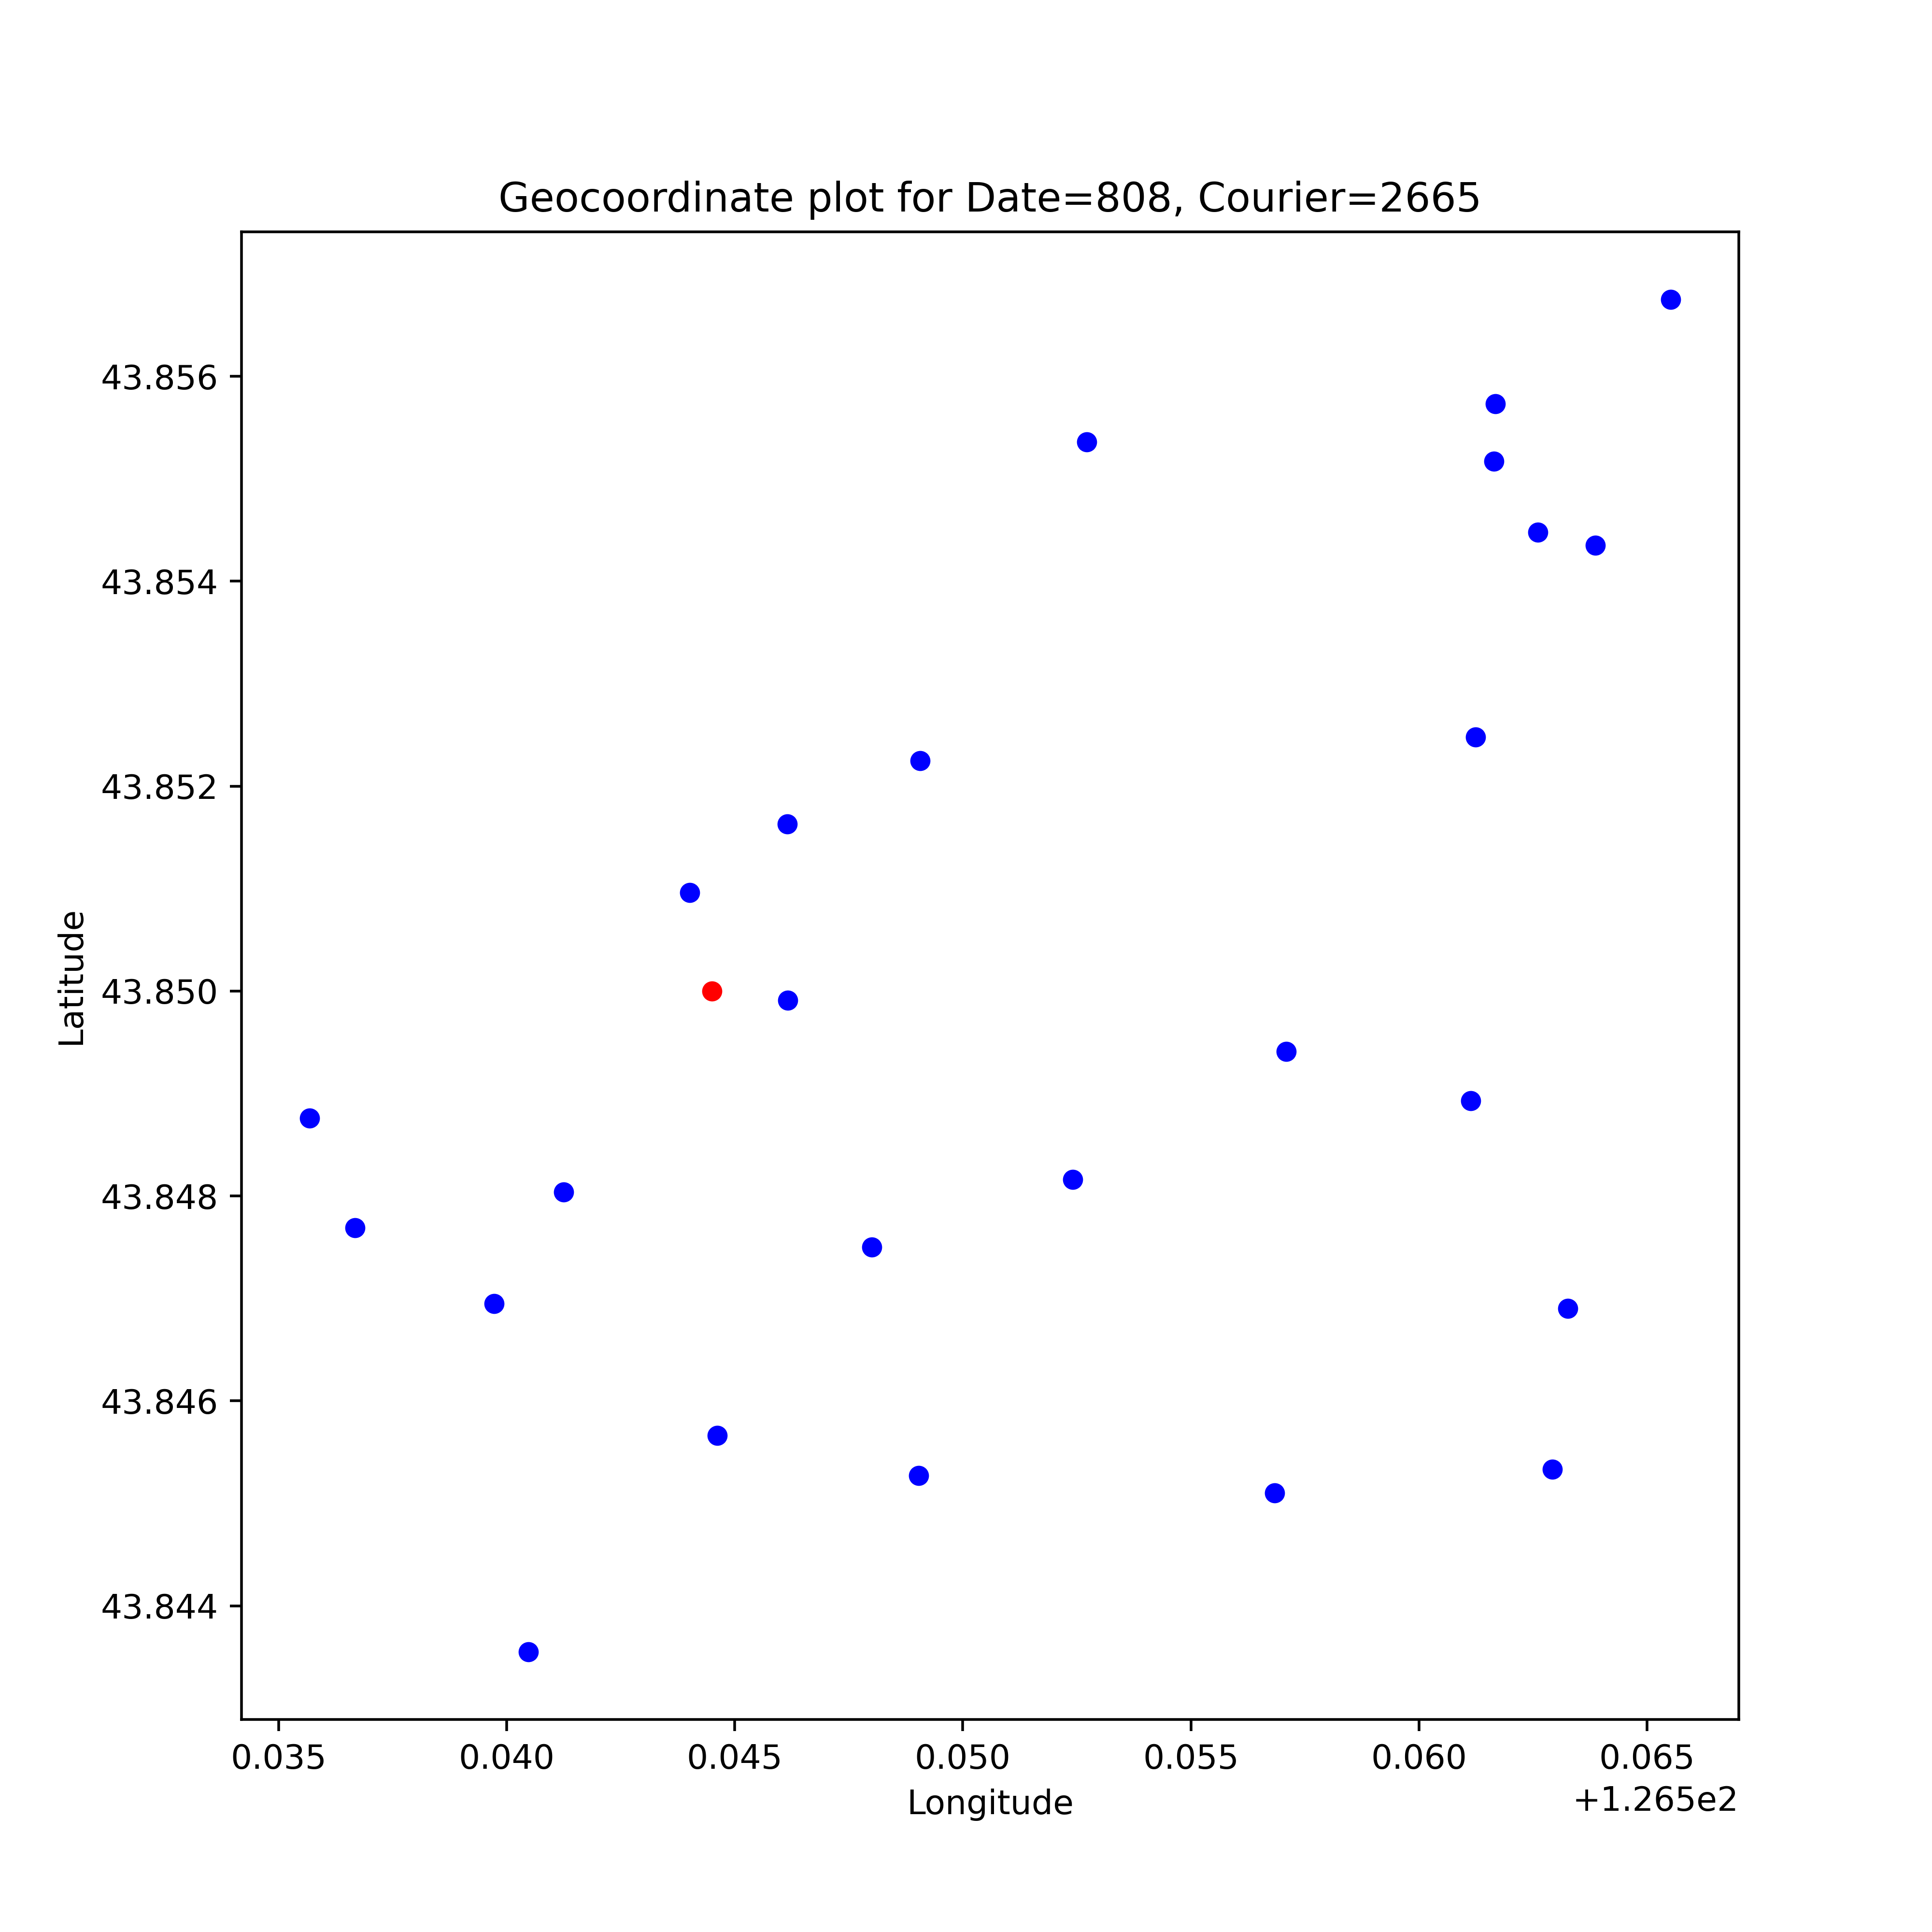 Geocoordinate plot for Date=808, Courier=2665
Latitude
43.856
43.854
43.852
43.850
43.848
43.846
43.844
0.035 0.040 0.045 0.050 0.055 0.060 0.065
+1.265e2
Longitude